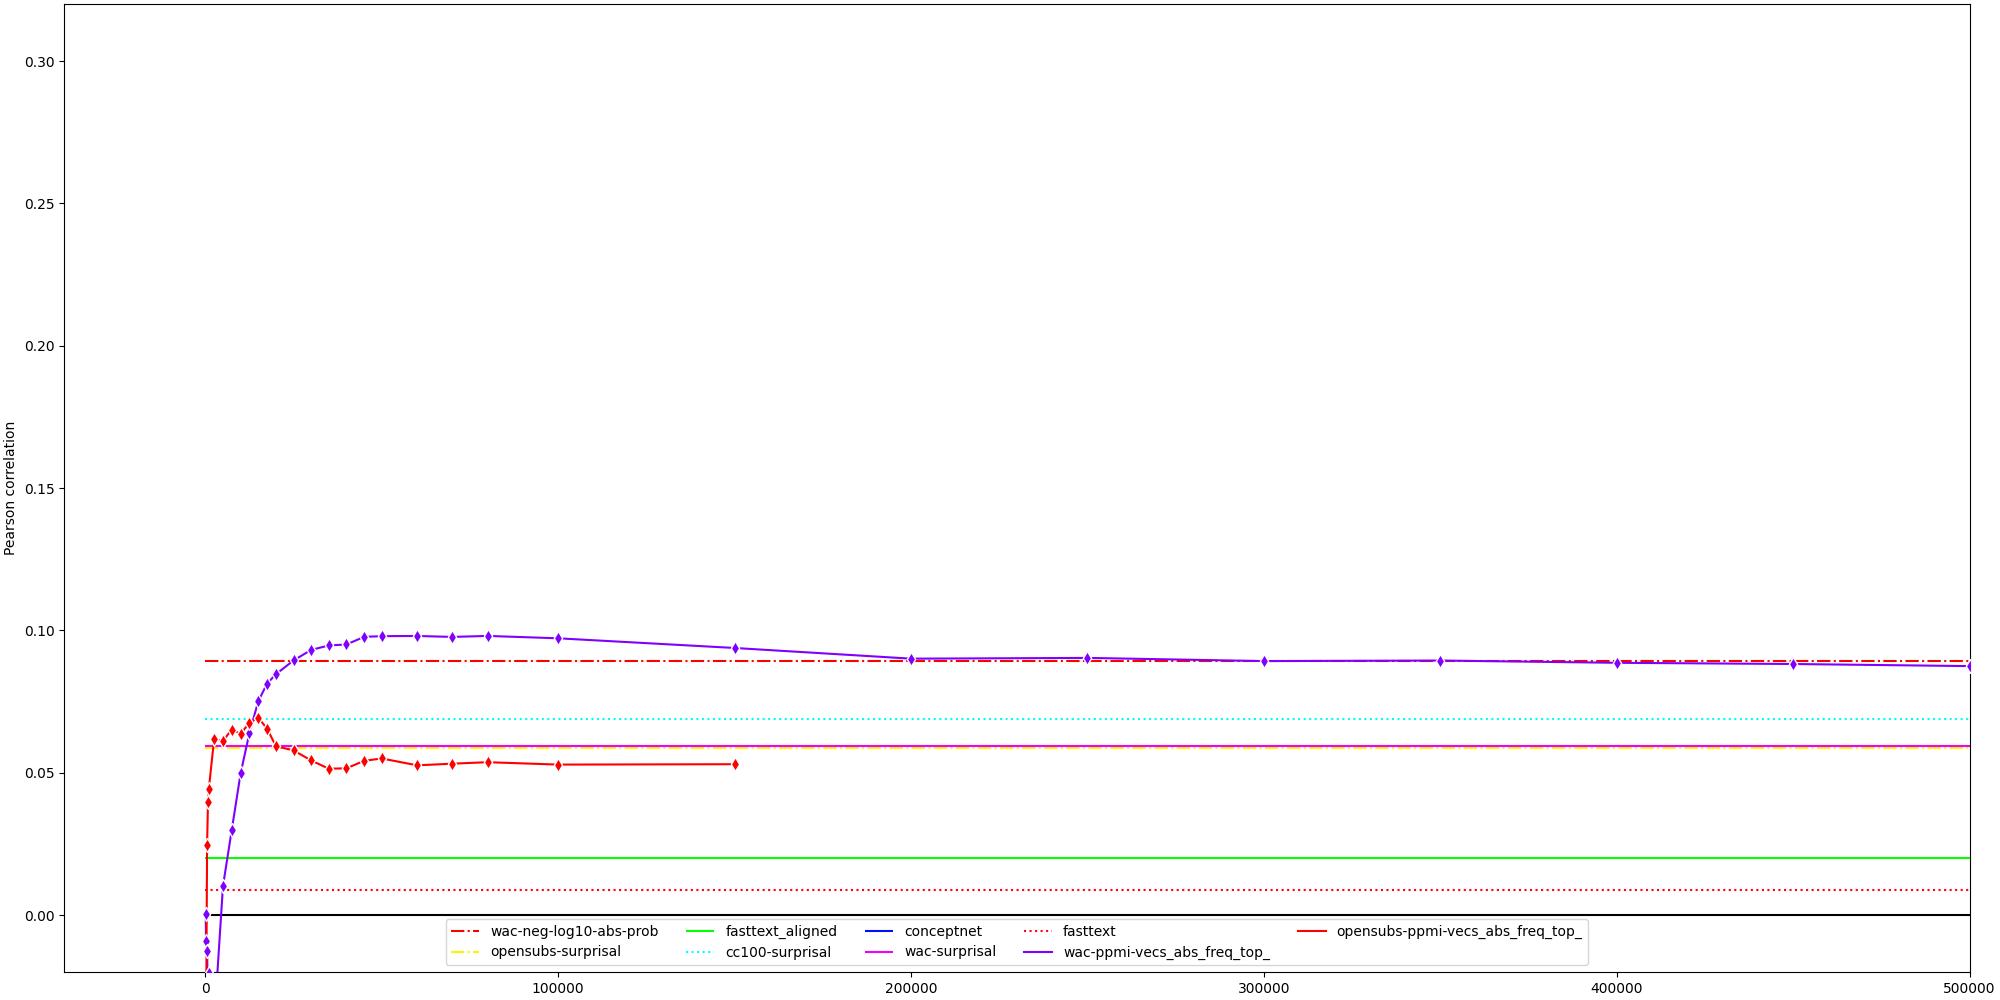 0.30
0.25
0.20
0.15
0.10
0.05
0.00
Pearson correlation
wac-neg-log10-abs-prob fasttext_aligned conceptnet fasttext opensubs-ppmi-vecs_abs_freq_top_
opensubs-surprisal cc100-surprisal wac-surprisal wac-ppmi-vecs_abs_freq_top_
0 100000 200000 300000 400000 500000